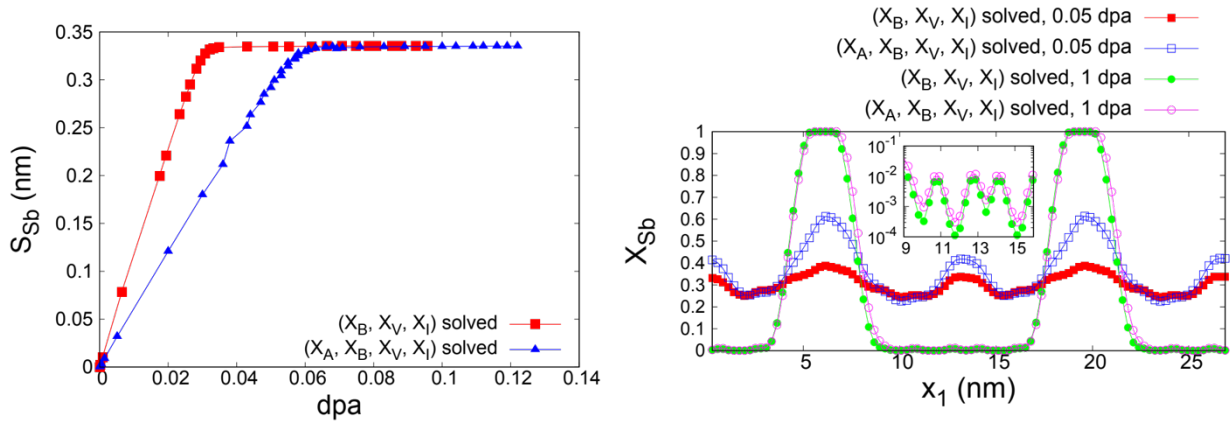 0.35
0.3
0.25
0.2
0.15
0.1
0.05
0
S_Sb (nm)
(X_B, X_V, X_I) solved
(X_A, X_B, X_V, X_I) solved
0 0.02 0.04 0.06 0.08 0.1 0.12 0.14
dpa
(X_B, X_V, X_I) solved, 0.05 dpa
(X_A, X_B, X_V, X_I) solved, 0.05 dpa
(X_B, X_V, X_I) solved, 1 dpa
(X_A, X_B, X_V, X_I) solved, 1 dpa
1
0.9
0.8
0.7
0.6
0.5
0.4
0.3
0.2
0.1
0
X_Sb
10^-1
10^-2
10^-3
10^-4
9 11 13 15
5 10 15 20 25
x_1 (nm)